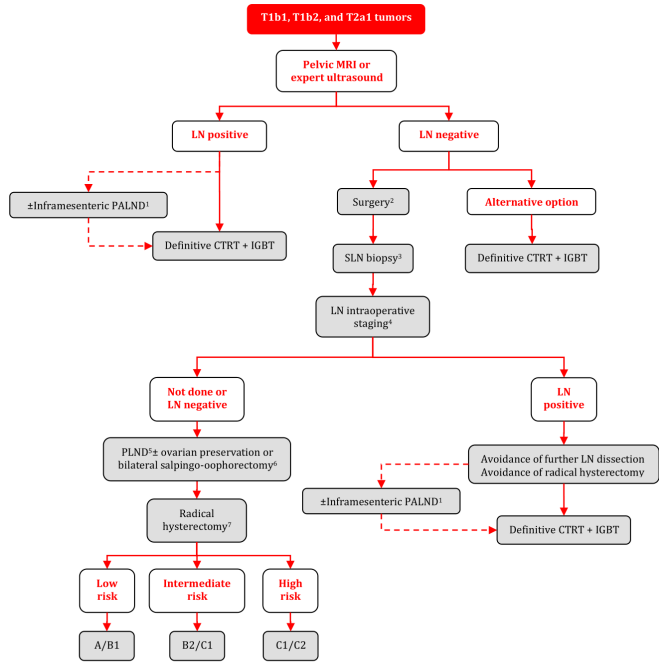 T1b1, T1b2, and T2a1 tumors
Pelvic MRI or
expert ultrasound
LN positive
LN negative
±Inframesenteric PALND¹
Surgery²
Alternative option
Definitive CTRT + IGBT
SLN biopsy³
Definitive CTRT + IGBT
LN intraoperative
staging⁴
Not done or
LN negative
LN
positive
PLND⁵± ovarian preservation or
bilateral salpingo-oophorectomy⁶
Avoidance of further LN dissection
Avoidance of radical hysterectomy
±Inframesenteric PALND¹
Radical
hysterectomy⁷
Definitive CTRT + IGBT
Low
risk
Intermediate
risk
High
risk
A/B1
B2/C1
C1/C2